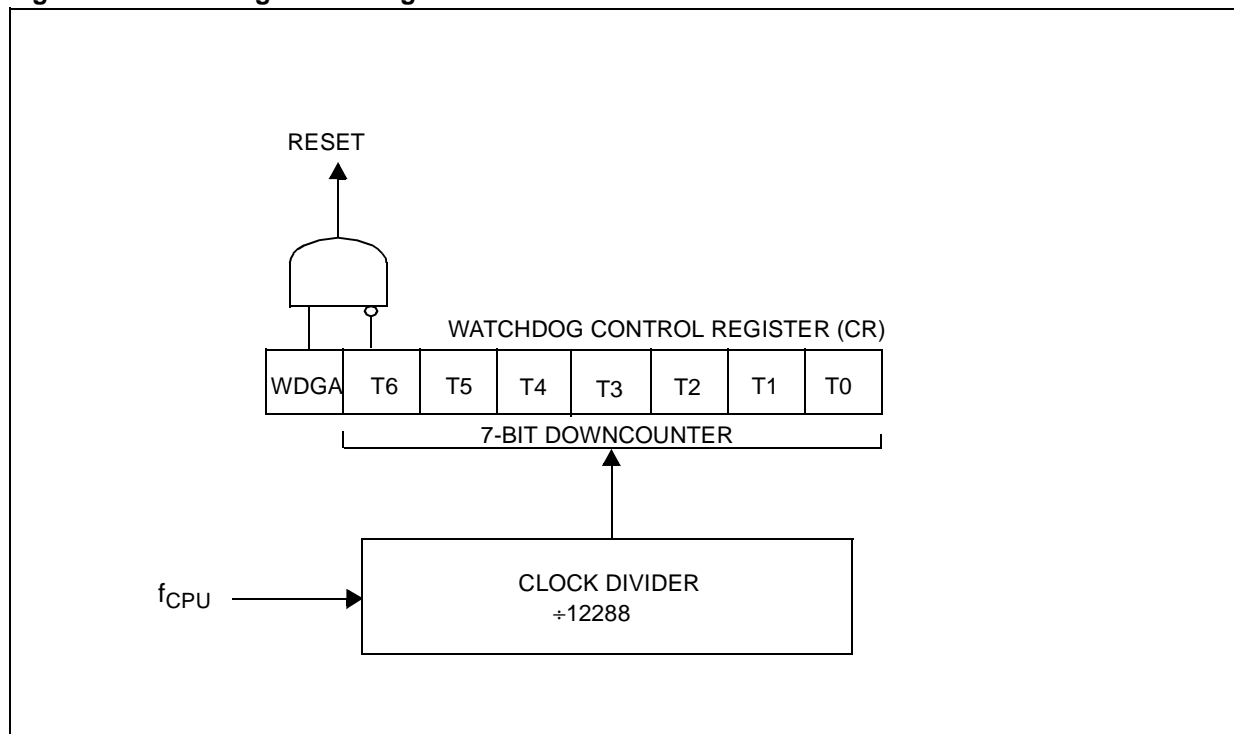 RESET
WATCHDOG CONTROL REGISTER (CR)
WDGA T6 T5 T4 T3 T2 T1 T0
7-BIT DOWNCOUNTER
fCPU
CLOCK DIVIDER
÷12288